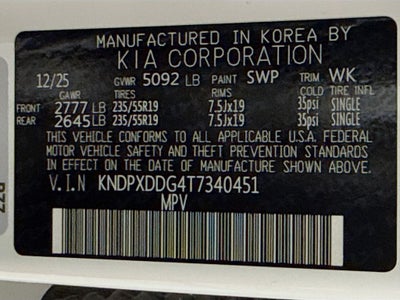 MANUFACTURED IN KOREA BY
KIA CORPORATION
12/25 GVWR 5092 LB PAINT SWP TRIM WK
GAWR TIRES RIMS COLD TIRE INFL
FRONT 2777 LB 235/55R19 7.5Jx19 35psi SINGLE
REAR 2645 LB 235/55R19 7.5Jx19 35psi SINGLE
THIS VEHICLE CONFORMS TO ALL APPLICABLE U.S.A. FEDERAL
MOTOR VEHICLE SAFETY AND THEFT PREVENTION STANDARDS
IN EFFECT ON THE DATE OF MANUFACTURE SHOWN ABOVE.
V.I.N KNDPXDDG4T7340451
MPV